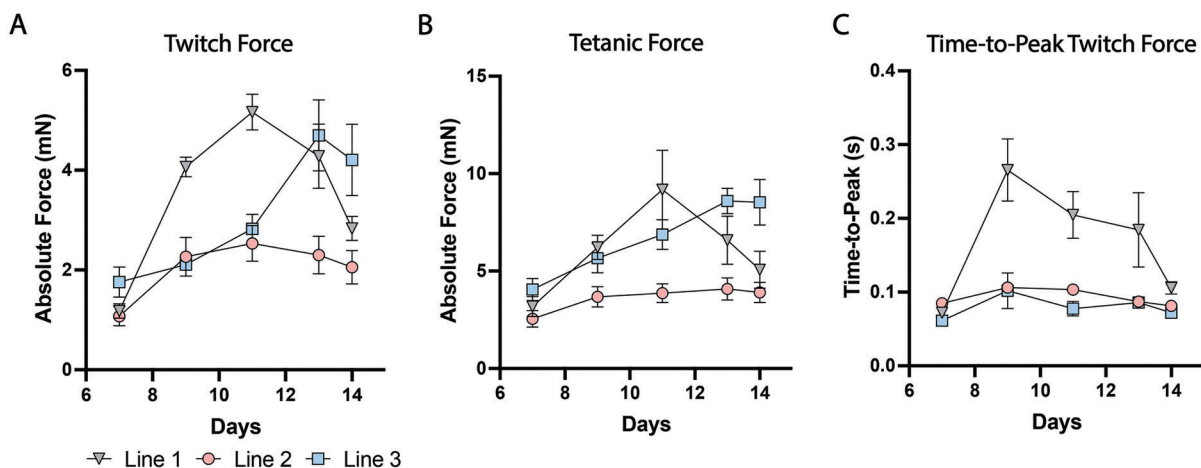 A
Twitch Force
Absolute Force (mN)
6
4
2
0
6 8 10 12 14
Days
B
Tetanic Force
Absolute Force (mN)
15
10
5
0
6 8 10 12 14
Days
C
Time-to-Peak Twitch Force
Time-to-Peak (s)
0.4
0.3
0.2
0.1
0.0
6 8 10 12 14
Days
Line 1 Line 2 Line 3